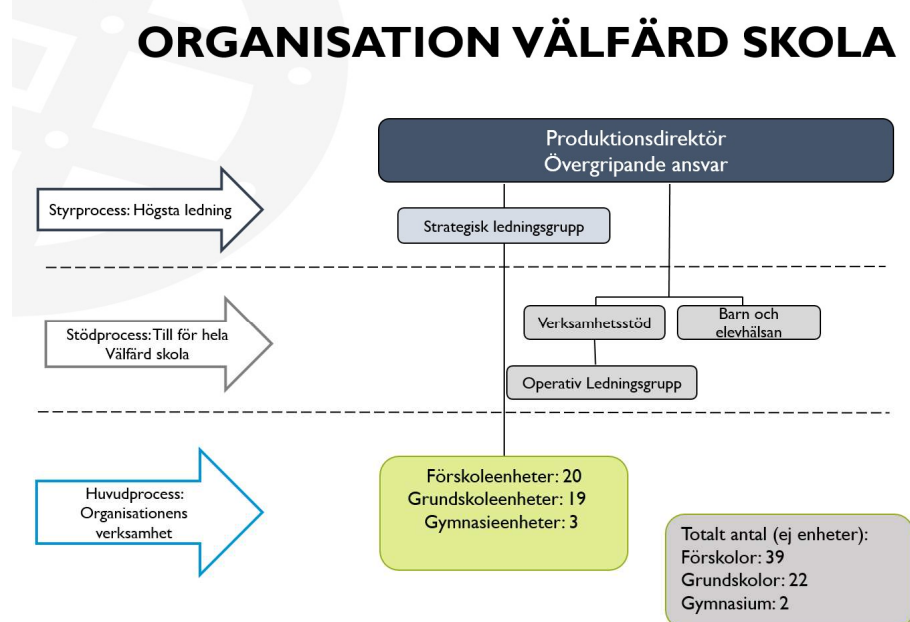 ORGANISATION VÄLFÄRD SKOLA
Produktionsdirektör
Övergripande ansvar
Styrprocess: Högsta ledning
Strategisk ledningsgrupp
Stödprocess: Till för hela
Välfärd skola
Verksamhetsstöd
Barn och
elevhälsan
Operativ Ledningsgrupp
Huvudprocess:
Organisationens
verksamhet
Förskoleenheter: 20
Grundskoleenheter: 19
Gymnasieenheter: 3
Totalt antal (ej enheter):
Förskolor: 39
Grundskolor: 22
Gymnasium: 2